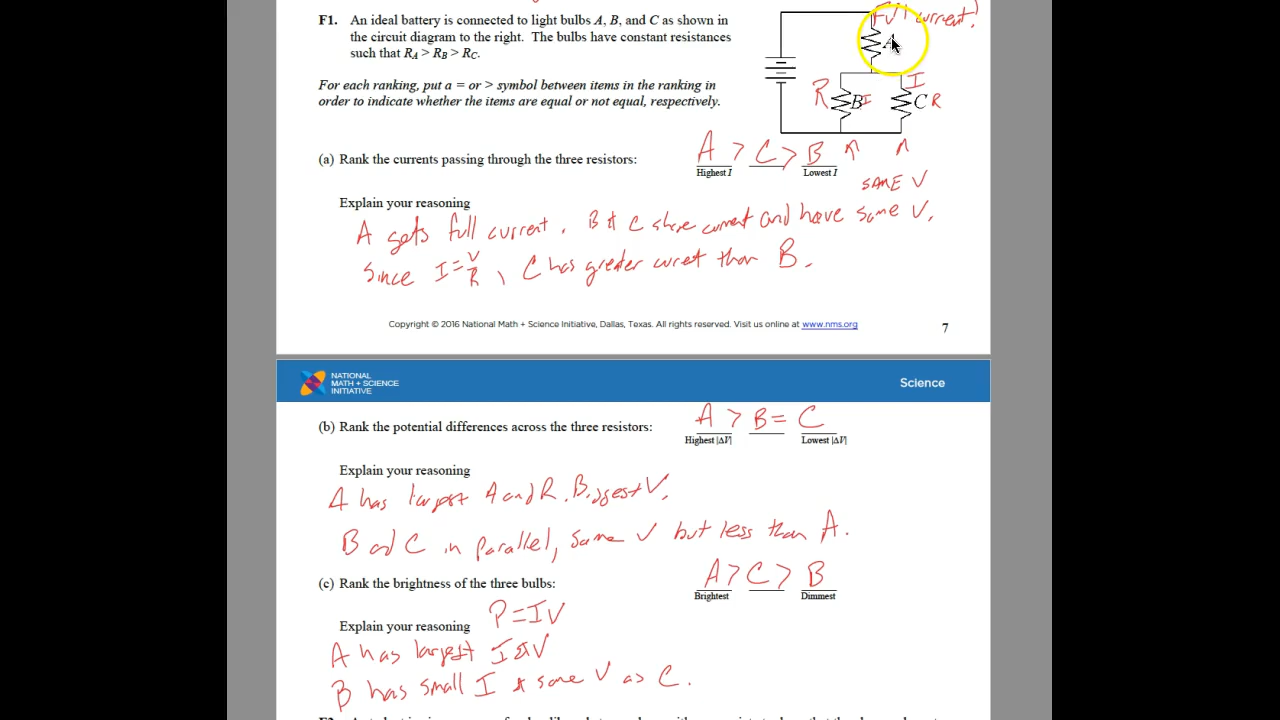 F1. An ideal battery is connected to light bulbs A, B, and C as shown in
the circuit diagram to the right. The bulbs have constant resistances
such that RA > RB > RC.
For each ranking, put a = or > symbol between items in the ranking in
order to indicate whether the items are equal or not equal, respectively.
Full current!
A
R B I
I
C R
SAME V
(a) Rank the currents passing through the three resistors:
A > C > B
Highest I Lowest I
Explain your reasoning
A gets full current. B & C share current and have same V.
Since I = V/R, C has greater curret than B.
Copyright © 2016 National Math + Science Initiative, Dallas, Texas. All rights reserved. Visit us online at www.nms.org
7
NATIONAL
MATH + SCIENCE
INITIATIVE
Science
(b) Rank the potential differences across the three resistors:
A > B = C
Highest |ΔV| Lowest |ΔV|
Explain your reasoning
A has largest A and R. Biggest V.
B and C in parallel, same V but less than A.
(c) Rank the brightness of the three bulbs:
A > C > B
Brightest Dimmest
Explain your reasoning
P = IV
A has largest I & V
B has small I & same V as C.